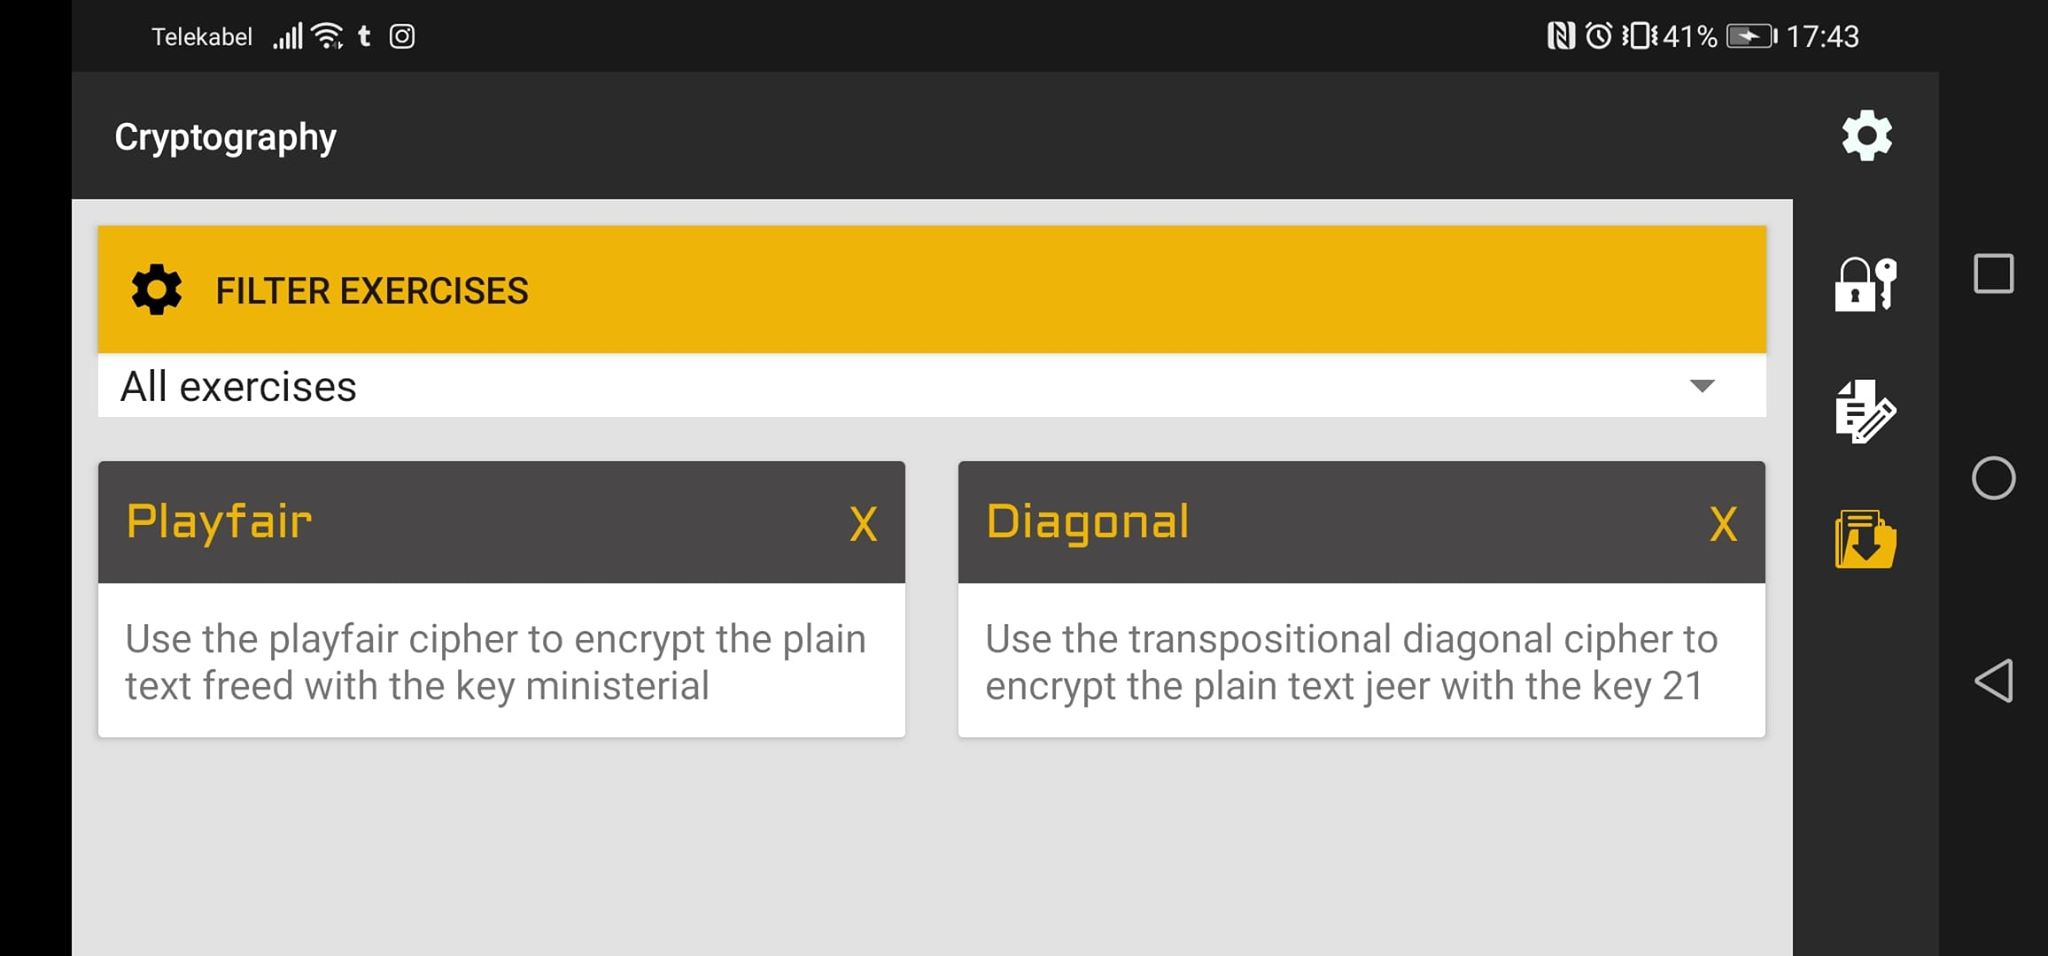 Telekabel
41%
17:43
Cryptography
FILTER EXERCISES
All exercises
Playfair X
Use the playfair cipher to encrypt the plain
text freed with the key ministerial
Diagonal X
Use the transpositional diagonal cipher to
encrypt the plain text jeer with the key 21